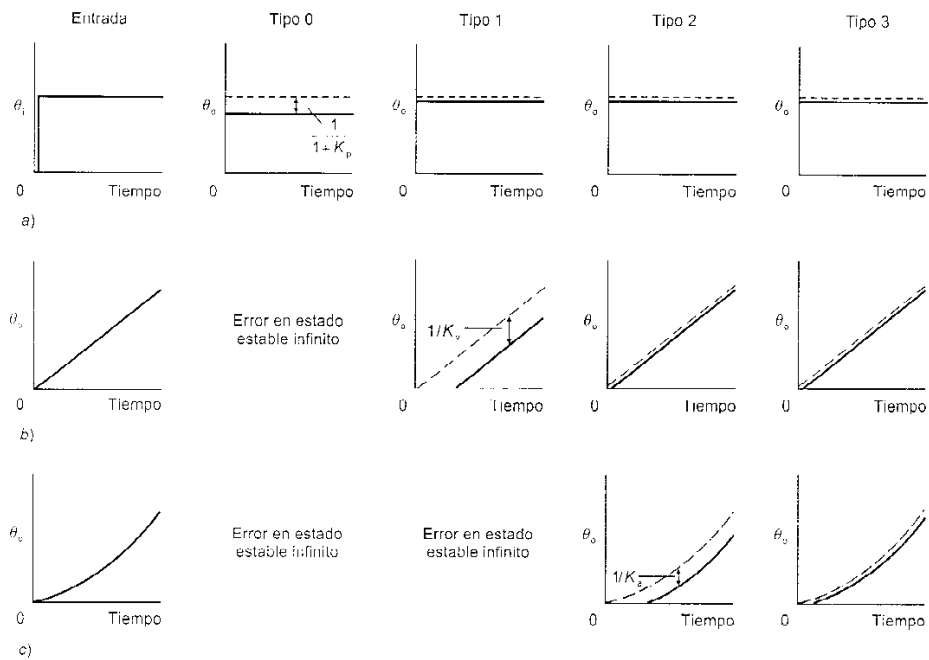 Entrada
Tipo 0
Tipo 1
Tipo 2
Tipo 3
θi
0
Tiempo
θo
1
1 + Kp
0
Tiempo
θo
0
Tiempo
θo
0
Tiempo
θo
0
Tiempo
a)
θo
0
Tiempo
Error en estado
estable infinito
θo
1/Kv
0
Tiempo
θo
0
Tiempo
θo
0
Tiempo
b)
θo
0
Tiempo
Error en estado
estable infinito
Error en estado
estable infinito
θo
1/Ka
0
Tiempo
θo
0
Tiempo
c)